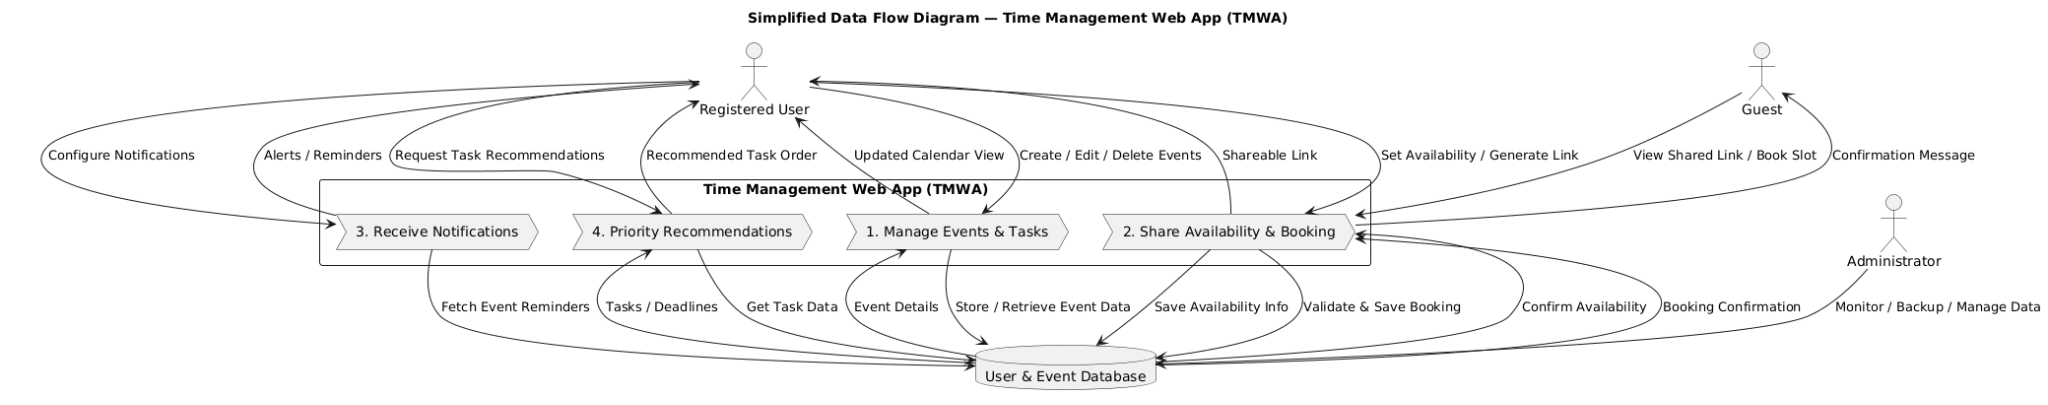 Simplified Data Flow Diagram — Time Management Web App (TMWA)
Registered User
Guest
Configure Notifications
Alerts / Reminders
Request Task Recommendations
Recommended Task Order
Updated Calendar View
Create / Edit / Delete Events
Shareable Link
Set Availability / Generate Link
View Shared Link / Book Slot
Confirmation Message
Time Management Web App (TMWA)
3. Receive Notifications
4. Priority Recommendations
1. Manage Events & Tasks
2. Share Availability & Booking
Administrator
Fetch Event Reminders
Tasks / Deadlines
Get Task Data
Event Details
Store / Retrieve Event Data
Save Availability Info
Validate & Save Booking
Confirm Availability
Booking Confirmation
Monitor / Backup / Manage Data
User & Event Database